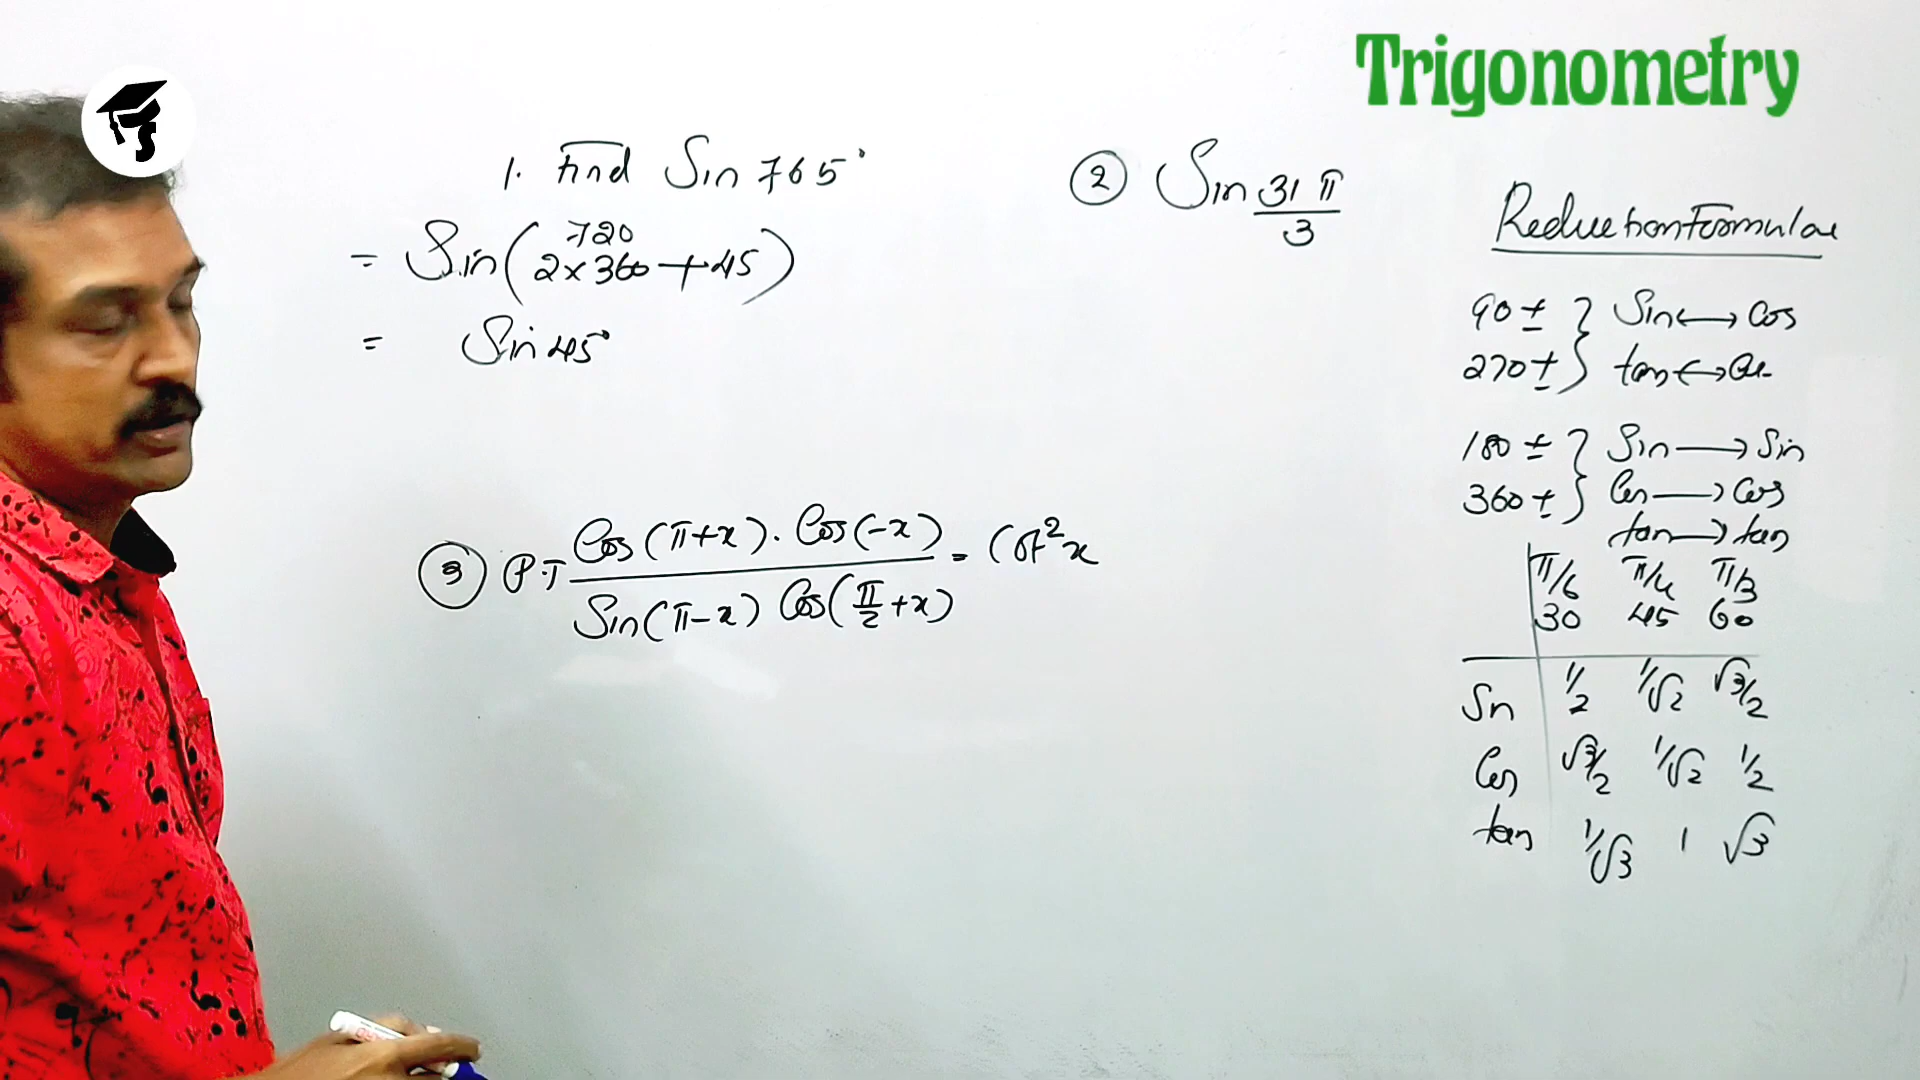 Trigonometry
1. Find Sin 765°
= Sin(2×360+45)
720
= Sin 45°
② Sin 31π/3
③ P.T Cos(π+x). Cos(-x) / Sin(π-x) Cos(π/2+x) = Cot²x
Reduction Formulae
90 ± } Sin ⟷ Cos
270 ± } tan ⟷ Cot
180 ± } Sin ⟶ Sin
360 ± } Cos ⟶ Cos
tan ⟶ tan
π/6 π/4 π/3
30 45 60
Sin 1/2 1/√2 √3/2
Cos √3/2 1/√2 1/2
tan 1/√3 1 √3